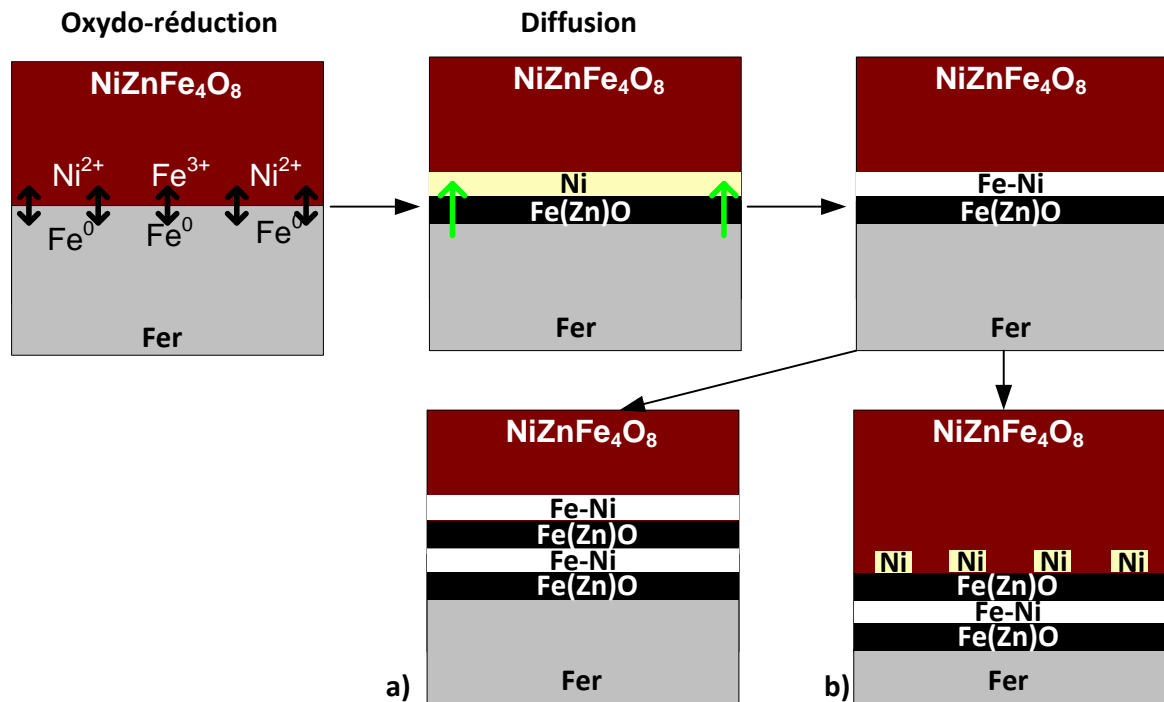 Oxydo-réduction
Diffusion
NiZnFe₄O₈
Ni²⁺ Fe³⁺ Ni²⁺
Fe⁰ Fe⁰ Fe⁰
Fer
NiZnFe₄O₈
Ni
Fe(Zn)O
Fer
NiZnFe₄O₈
Fe-Ni
Fe(Zn)O
Fer
NiZnFe₄O₈
Fe-Ni
Fe(Zn)O
Fe-Ni
Fe(Zn)O
a) Fer
NiZnFe₄O₈
Ni Ni Ni Ni
Fe(Zn)O
Fe-Ni
Fe(Zn)O
b) Fer